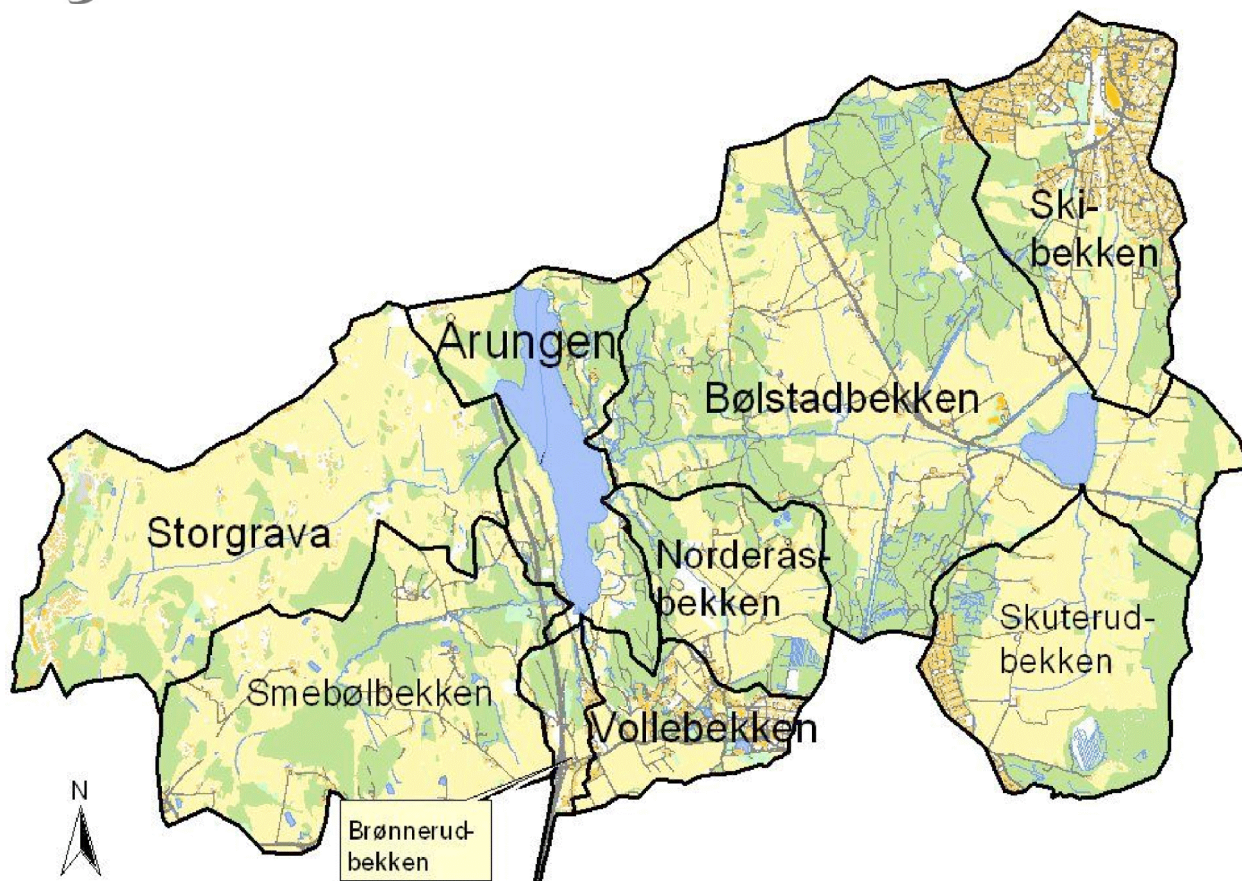 Ski-
bekken
Årungen
Bølstadbekken
Storgrava
Norderås-
bekken
Skuterud-
bekken
Smebølbekken
Vollebekken
N
Brønnerud-
bekken